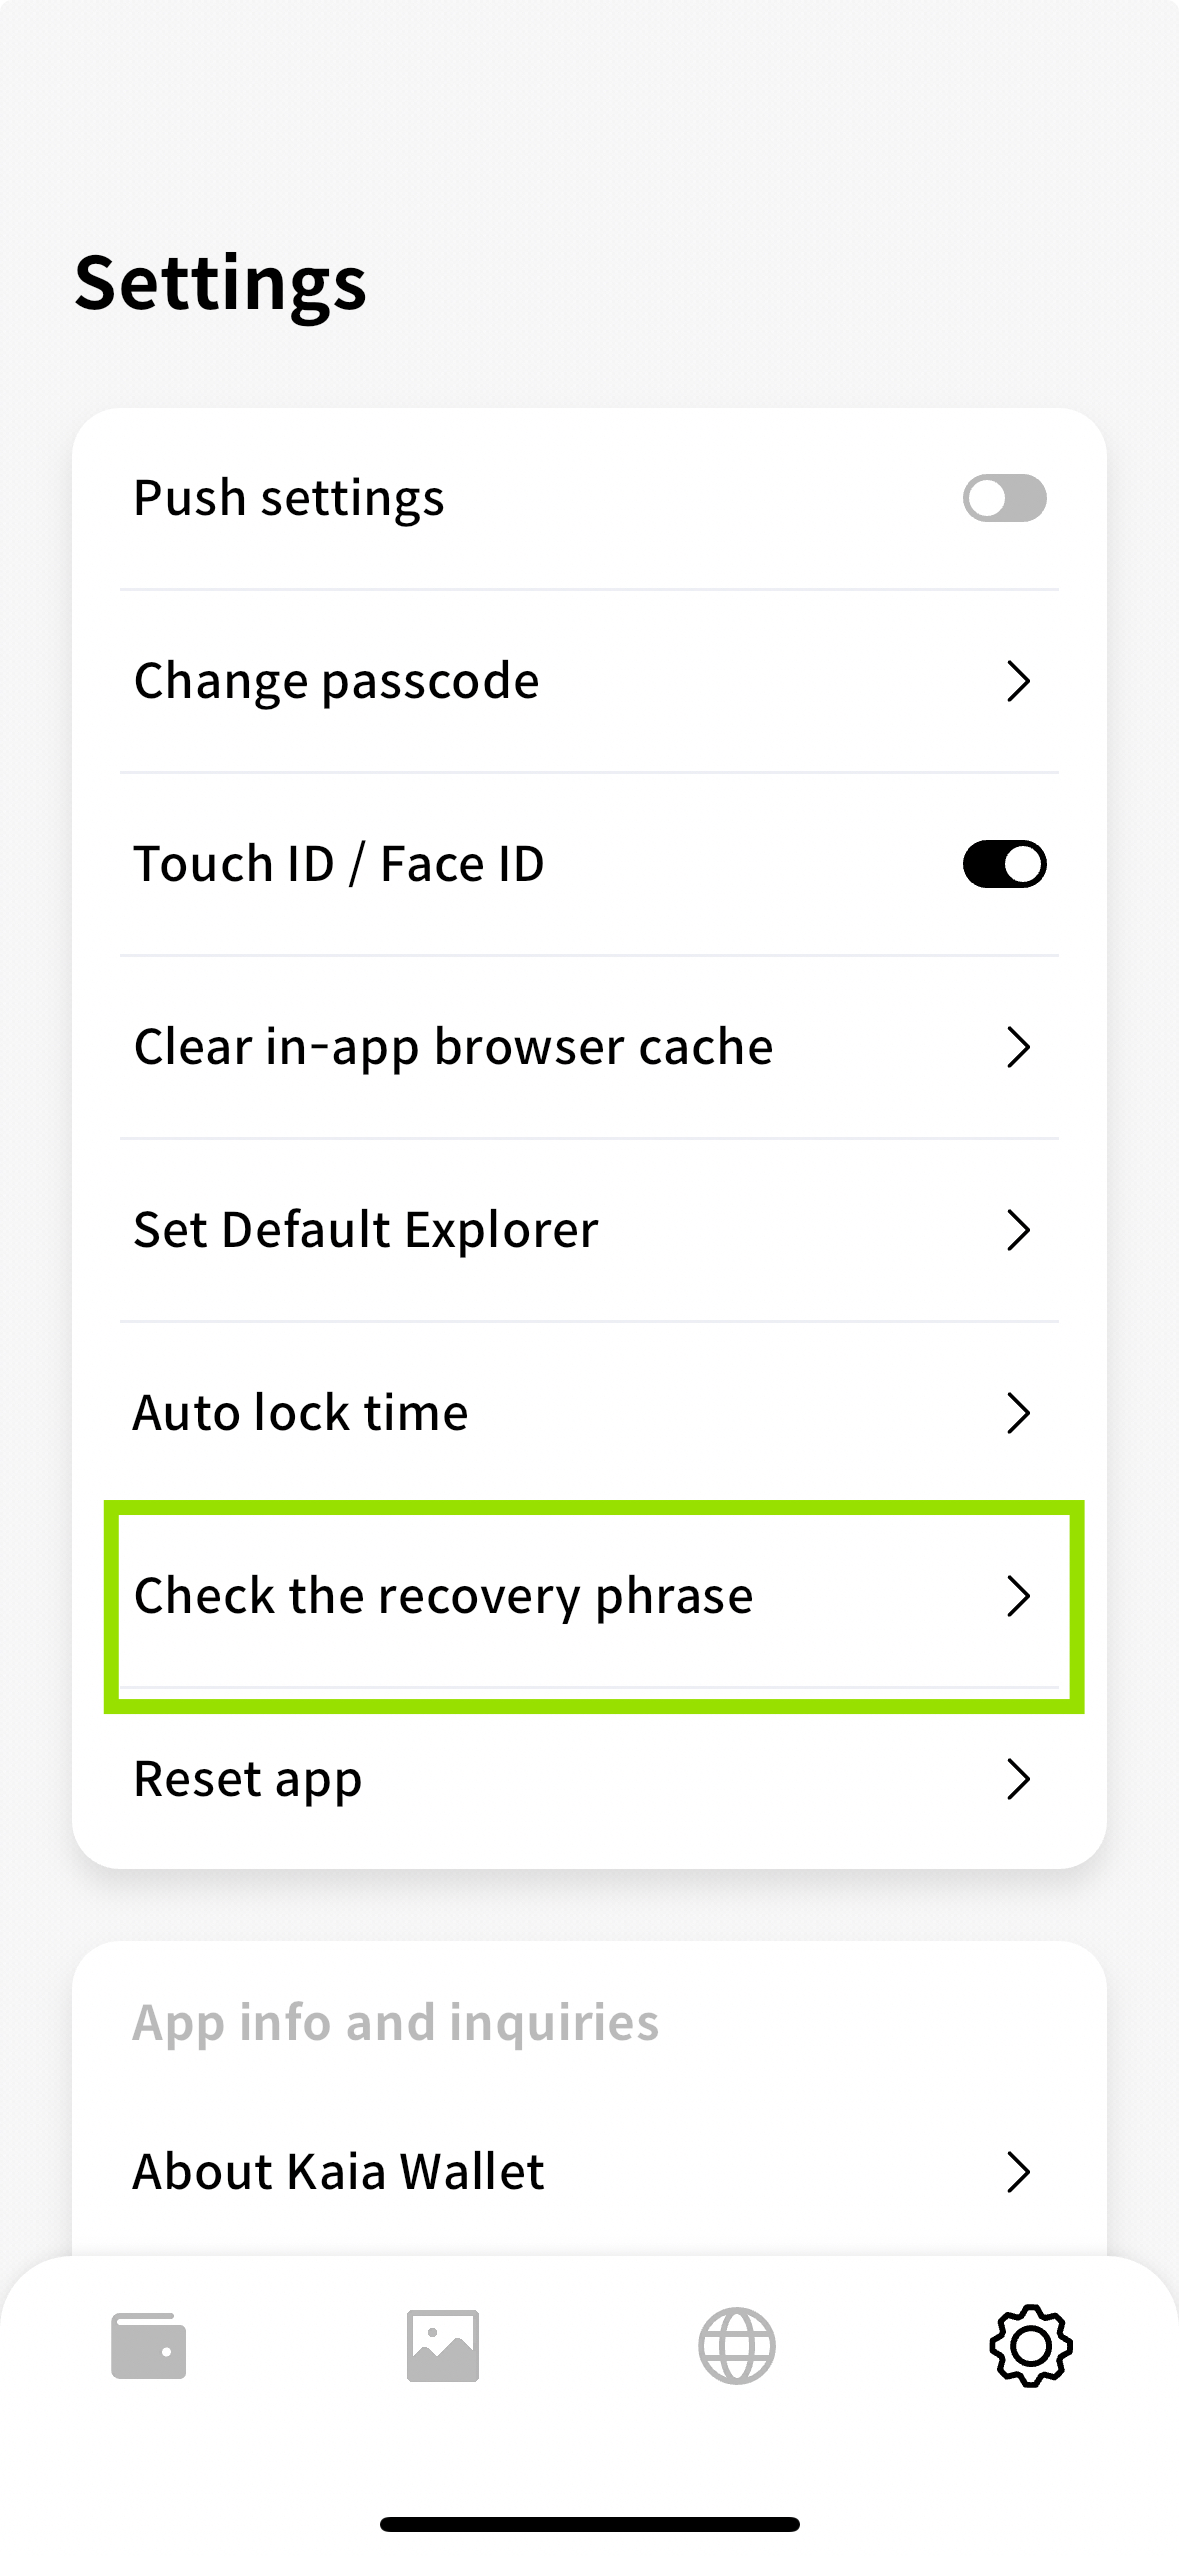 Settings
Push settings
Change passcode
Touch ID / Face ID
Clear in-app browser cache
Set Default Explorer
Auto lock time
Check the recovery phrase
Reset app
App info and inquiries
About Kaia Wallet